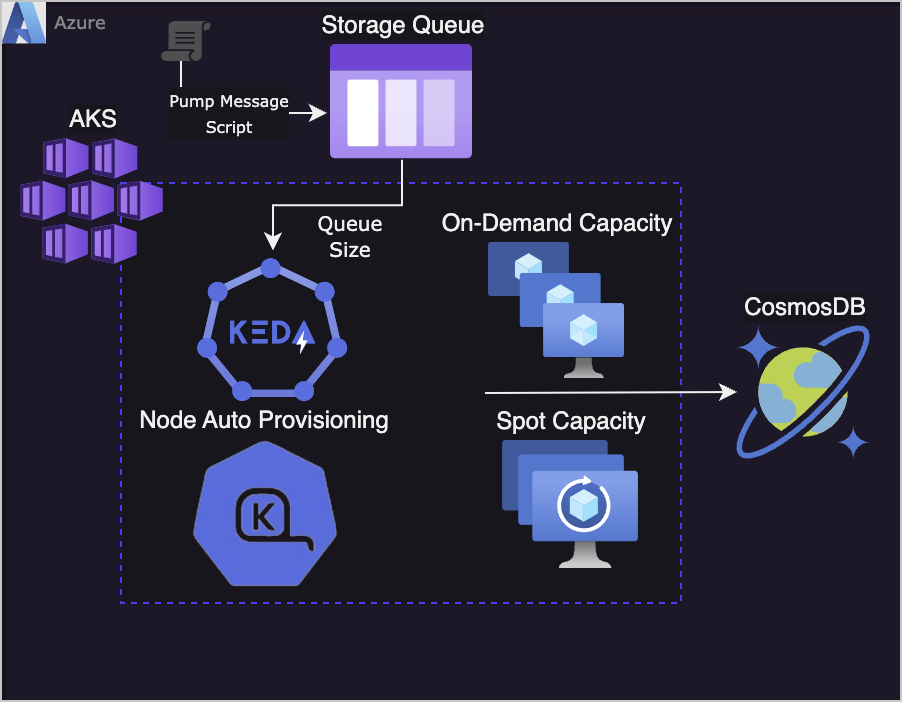 Azure
Storage Queue
Pump Message
Script
AKS
Queue
Size
On-Demand Capacity
KEDA
CosmosDB
Node Auto Provisioning
Spot Capacity
K